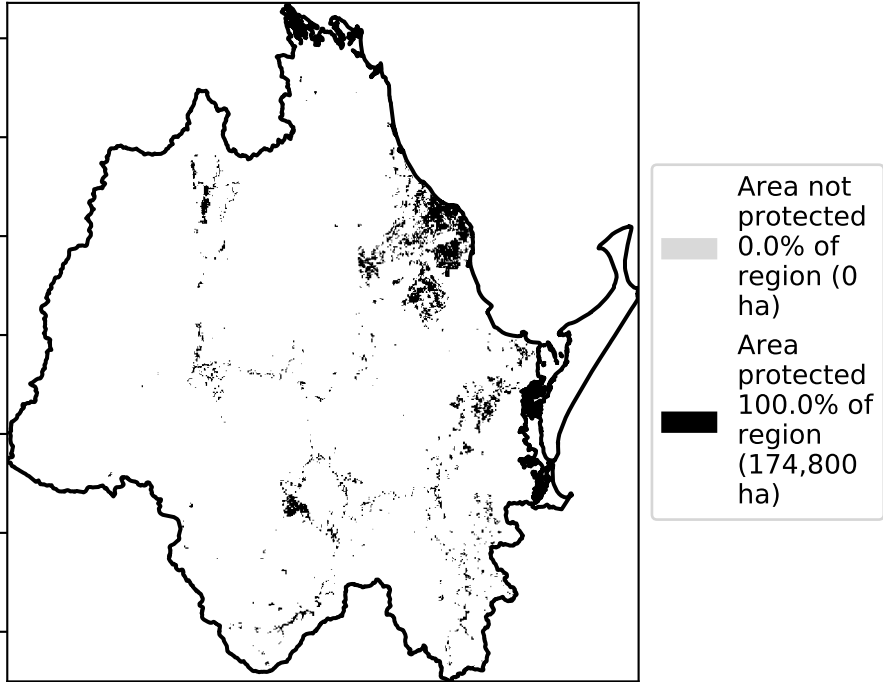 Area not
protected
0.0% of
region (0
ha)
Area
protected
100.0% of
region
(174,800
ha)